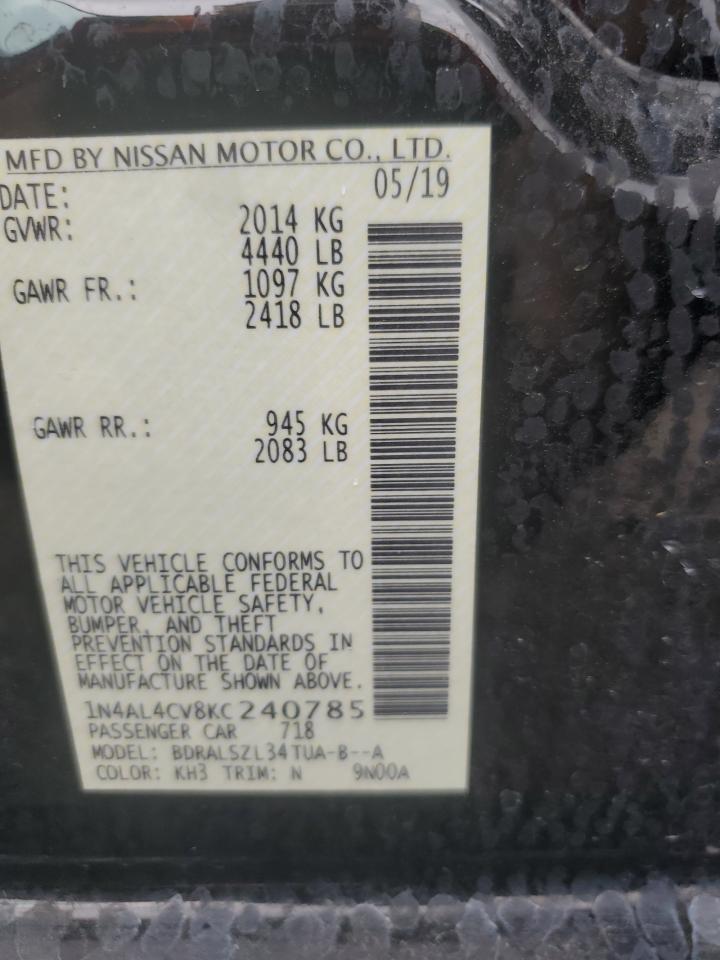 MFD BY NISSAN MOTOR CO., LTD.
DATE: 05/19
GVWR: 2014 KG
4440 LB
GAWR FR.: 1097 KG
2418 LB
GAWR RR.: 945 KG
2083 LB
THIS VEHICLE CONFORMS TO
ALL APPLICABLE FEDERAL
MOTOR VEHICLE SAFETY,
BUMPER, AND THEFT
PREVENTION STANDARDS IN
EFFECT ON THE DATE OF
MANUFACTURE SHOWN ABOVE.
1N4AL4CV8KC240785
PASSENGER CAR 718
MODEL: BDRALSZL34TUA-B--A
COLOR: KH3 TRIM: N 9N00A